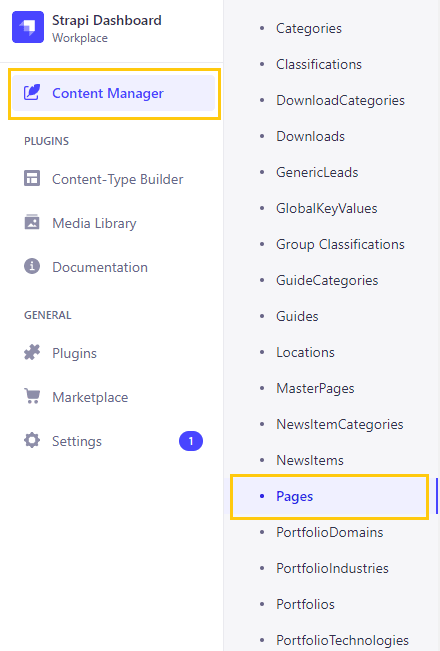 Strapi Dashboard
Workplace
Content Manager
PLUGINS
Content-Type Builder
Media Library
Documentation
GENERAL
Plugins
Marketplace
Settings 1
Categories
Classifications
DownloadCategories
Downloads
GenericLeads
GlobalKeyValues
Group Classifications
GuideCategories
Guides
Locations
MasterPages
NewsItemCategories
NewsItems
Pages
PortfolioDomains
PortfolioIndustries
Portfolios
PortfolioTechnologies